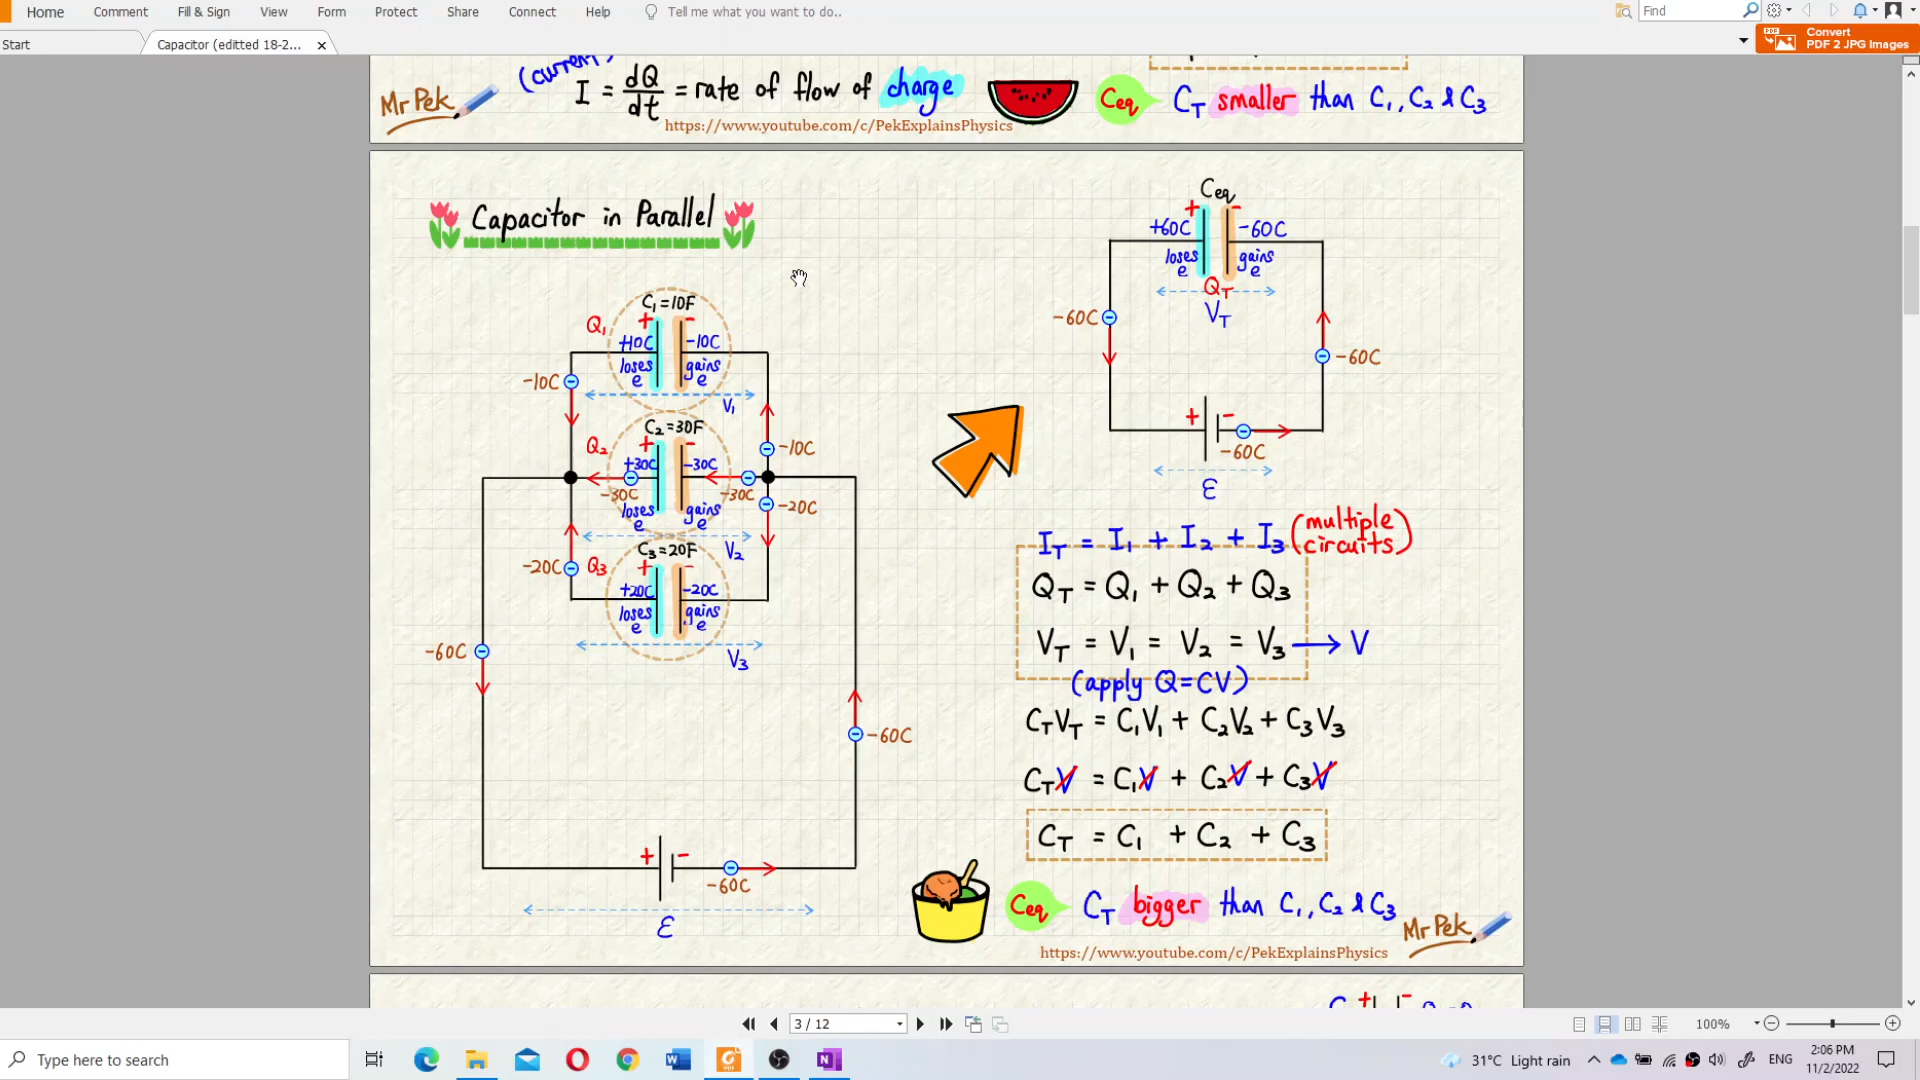 Home Comment Fill & Sign View Form Protect Share Connect Help Tell me what you want to do.. Find
Start Capacitor (editted 18-2... × Convert
PDF 2 JPG Images
(current)
I = dQ/dt = rate of flow of charge
Mr Pek
https://www.youtube.com/c/PekExplainsPhysics
Ceq CT smaller than C1, C2 & C3
Capacitor in Parallel
C1 = 10F
Q1 + -
+10C -10C
loses e gains e
-10C
V1
C2 = 30F
Q2 + -
-10C
+30C -30C
-30C -30C
-20C
loses e gains e
V2
C3 = 20F
-20C Q3 + -
+20C -20C
loses e gains e
V3
-60C
-60C
+ -
-60C
ε
Ceq
+ -
+60C -60C
loses e gains e
QT
VT
-60C
-60C
+ -
-60C
ε
IT = I1 + I2 + I3 (multiple circuits)
QT = Q1 + Q2 + Q3
VT = V1 = V2 = V3 → V
(apply Q=CV)
CTVT = C1V1 + C2V2 + C3V3
CTV = C1V + C2V + C3V
CT = C1 + C2 + C3
Ceq CT bigger than C1, C2 & C3
Mr Pek
https://www.youtube.com/c/PekExplainsPhysics
3 / 12 100%
Type here to search 31°C Light rain ENG 2:06 PM
11/2/2022